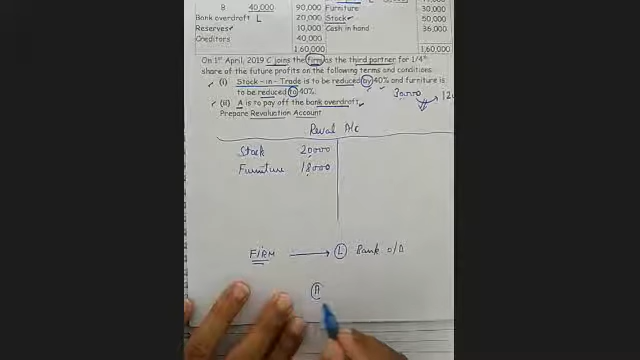 B 40,000 90,000 Furniture 30,000
Bank overdraft L 20,000 Stock 50,000
Reserves 10,000 Cash in hand 36,000
Creditors 40,000
1,60,000 1,60,000
On 1st April, 2019 C joins the firm as the third partner for 1/4th
share of the future profits on the following terms and conditions
(i) Stock - in - Trade is to be reduced by 40% and furniture is
to be reduced to 40%.
30000
(ii) A is to pay off the bank overdraft.
Prepare Revaluation Account
Reval A/c
Stock 20000
Furniture 18000
FIRM L Bank O/D
A